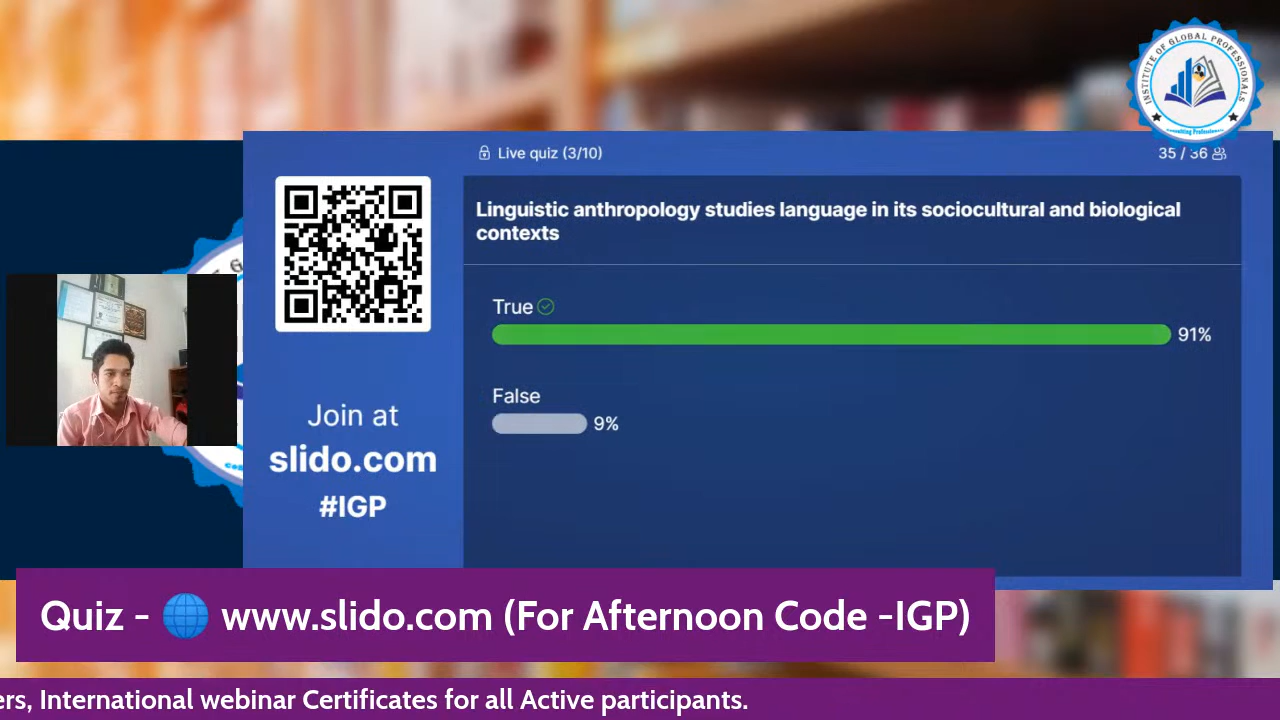 INSTITUTE OF GLOBAL PROFESSIONALS
Consulting Professionals
Live quiz (3/10)
35 / 36
Linguistic anthropology studies language in its sociocultural and biological
contexts
True
91%
False
9%
Join at
slido.com
#IGP
Quiz - 🌐 www.slido.com (For Afternoon Code -IGP)
ers, International webinar Certificates for all Active participants.